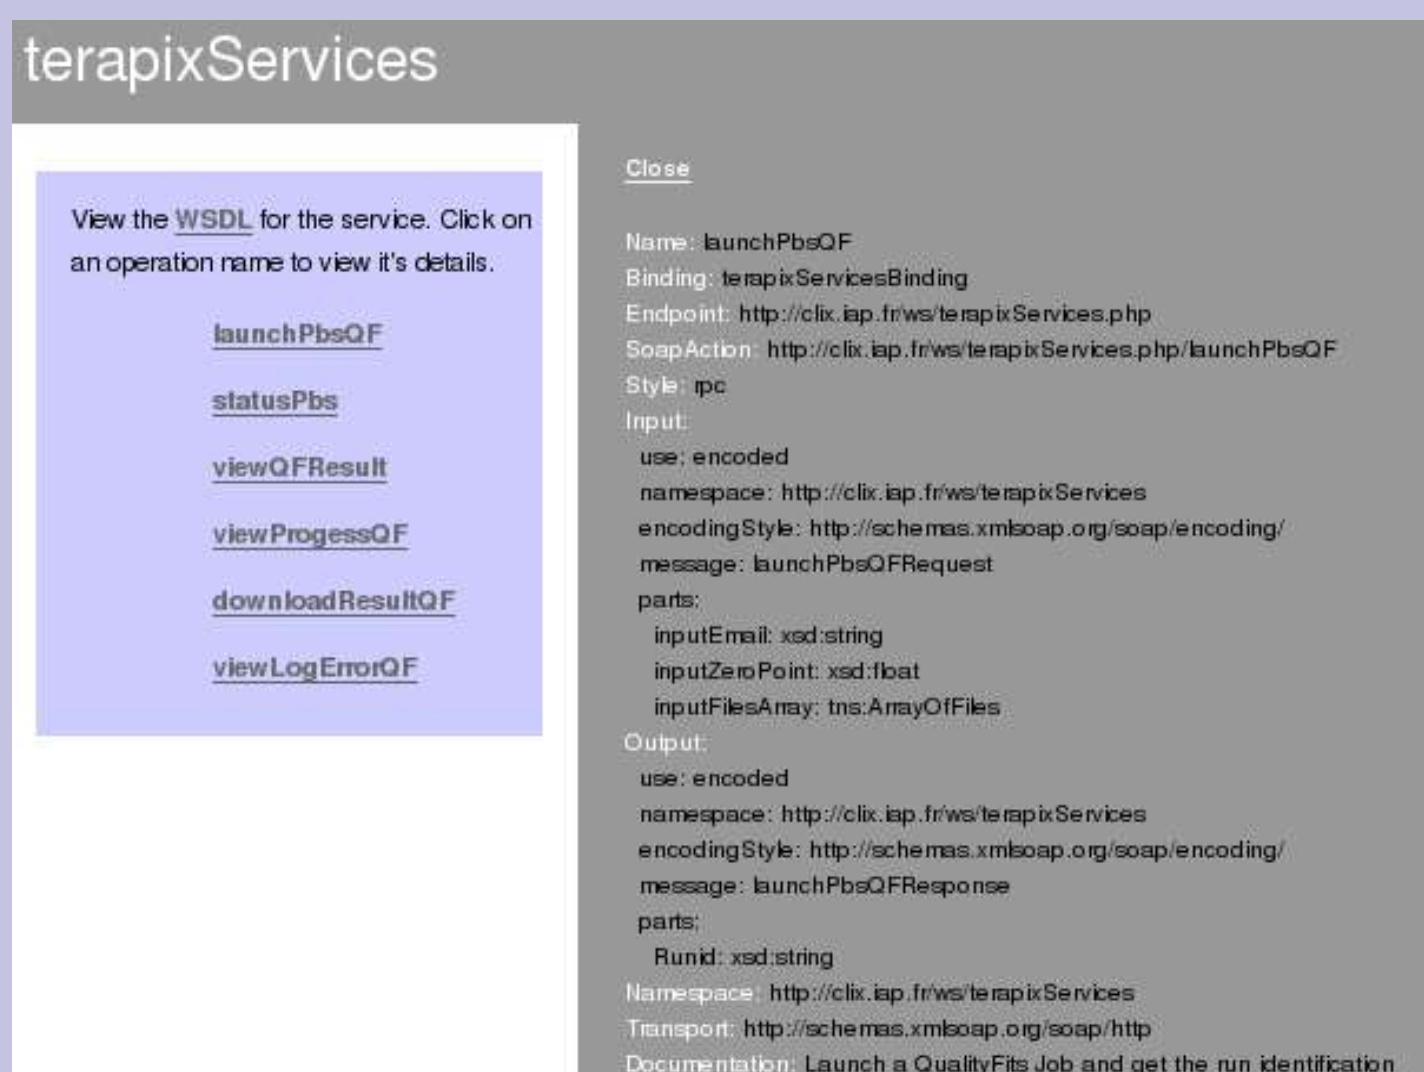 terapixServices
View the WSDL for the service. Click on
an operation name to view it's details.
launchPbsQF
statusPbs
viewQFResult
viewProgessQF
downloadResultQF
viewLogErrorQF
Close
Name: launchPbsQF
Binding: terapixServicesBinding
Endpoint: http://clix.iap.fr/ws/terapixServices.php
SoapAction: http://clix.iap.fr/ws/terapixServices.php/launchPbsQF
Style: rpc
Input:
use: encoded
namespace: http://clix.iap.fr/ws/terapixServices
encodingStyle: http://schemas.xmlsoap.org/soap/encoding/
message: launchPbsQFRequest
parts:
inputEmail: xsd:string
inputZeroPoint: xsd:float
inputFilesArray: tns:ArrayOfFiles
Output:
use: encoded
namespace: http://clix.iap.fr/ws/terapixServices
encodingStyle: http://schemas.xmlsoap.org/soap/encoding/
message: launchPbsQFResponse
parts:
Runid: xsd:string
Namespace: http://clix.iap.fr/ws/terapixServices
Transport: http://schemas.xmlsoap.org/soap/http
Documentation: Launch a QualityFits Job and get the run identification